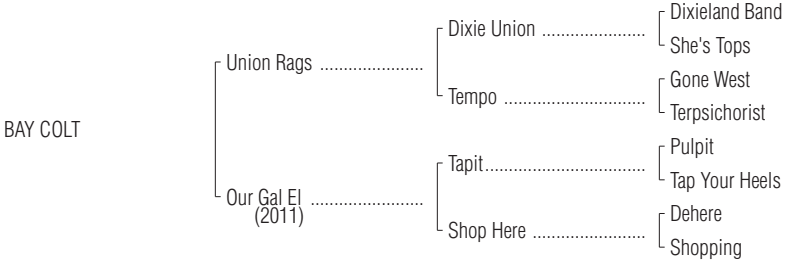 Dixieland Band
Dixie Union ......................
She's Tops
Union Rags ......................
Gone West
Tempo ..............................
Terpsichorist
BAY COLT
Pulpit
Tapit..................................
Tap Your Heels
Our Gal El ........................
(2011)
Dehere
Shop Here ........................
Shopping